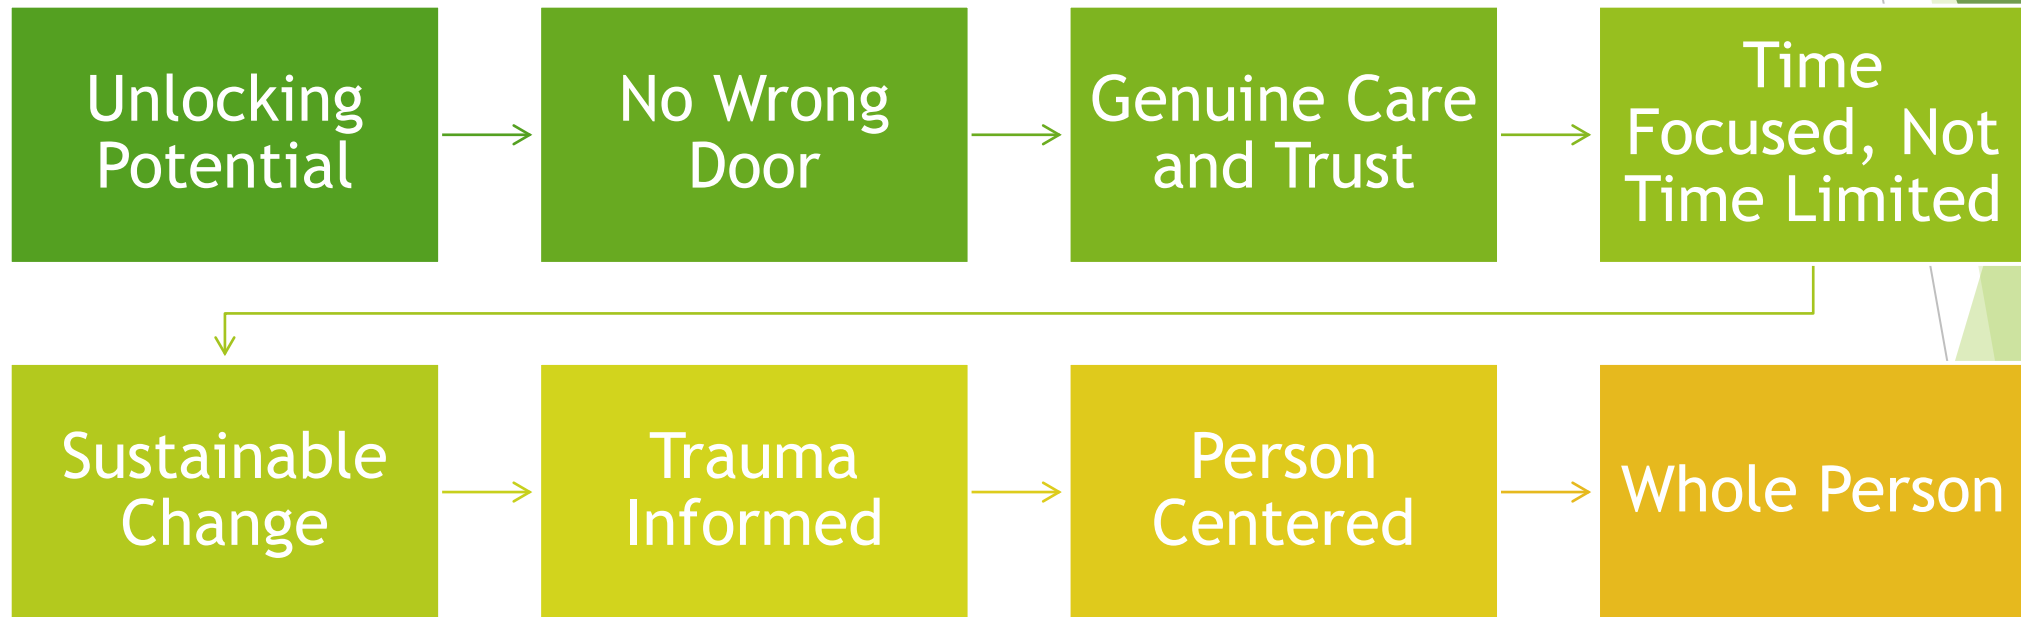 Unlocking
Potential
No Wrong
Door
Genuine Care
and Trust
Time
Focused, Not
Time Limited
Sustainable
Change
Trauma
Informed
Person
Centered
Whole Person